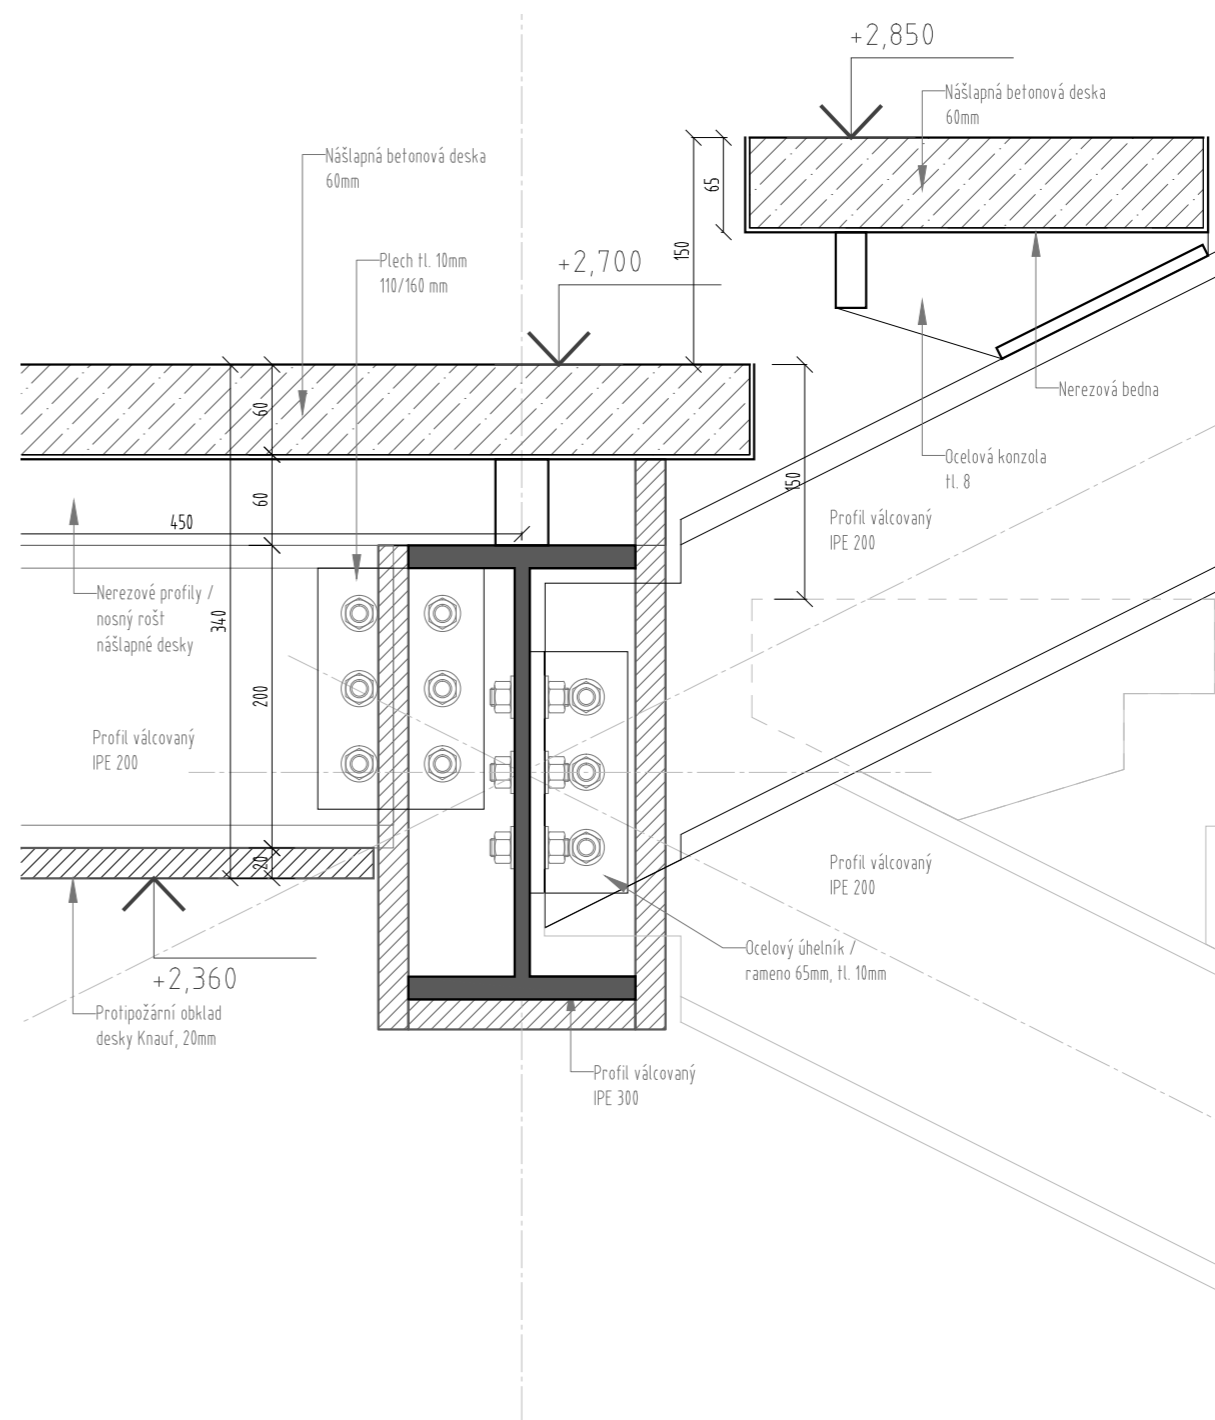 +2,850
Nášlapná betonová deska
60mm
Nášlapná betonová deska
60mm
65
150
Plech tl. 10mm
110/160 mm
+2,700
Nerezová bedna
60
Ocelová konzola
tl. 8
150
60
450
Profil válcovaný
IPE 200
Nerezové profily /
nosný rošt
nášlapné desky
340
200
Profil válcovaný
IPE 200
20
Profil válcovaný
IPE 200
Ocelový úhelník /
rameno 65mm, tl. 10mm
+2,360
Protipožární obklad
desky Knauf, 20mm
Profil válcovaný
IPE 300